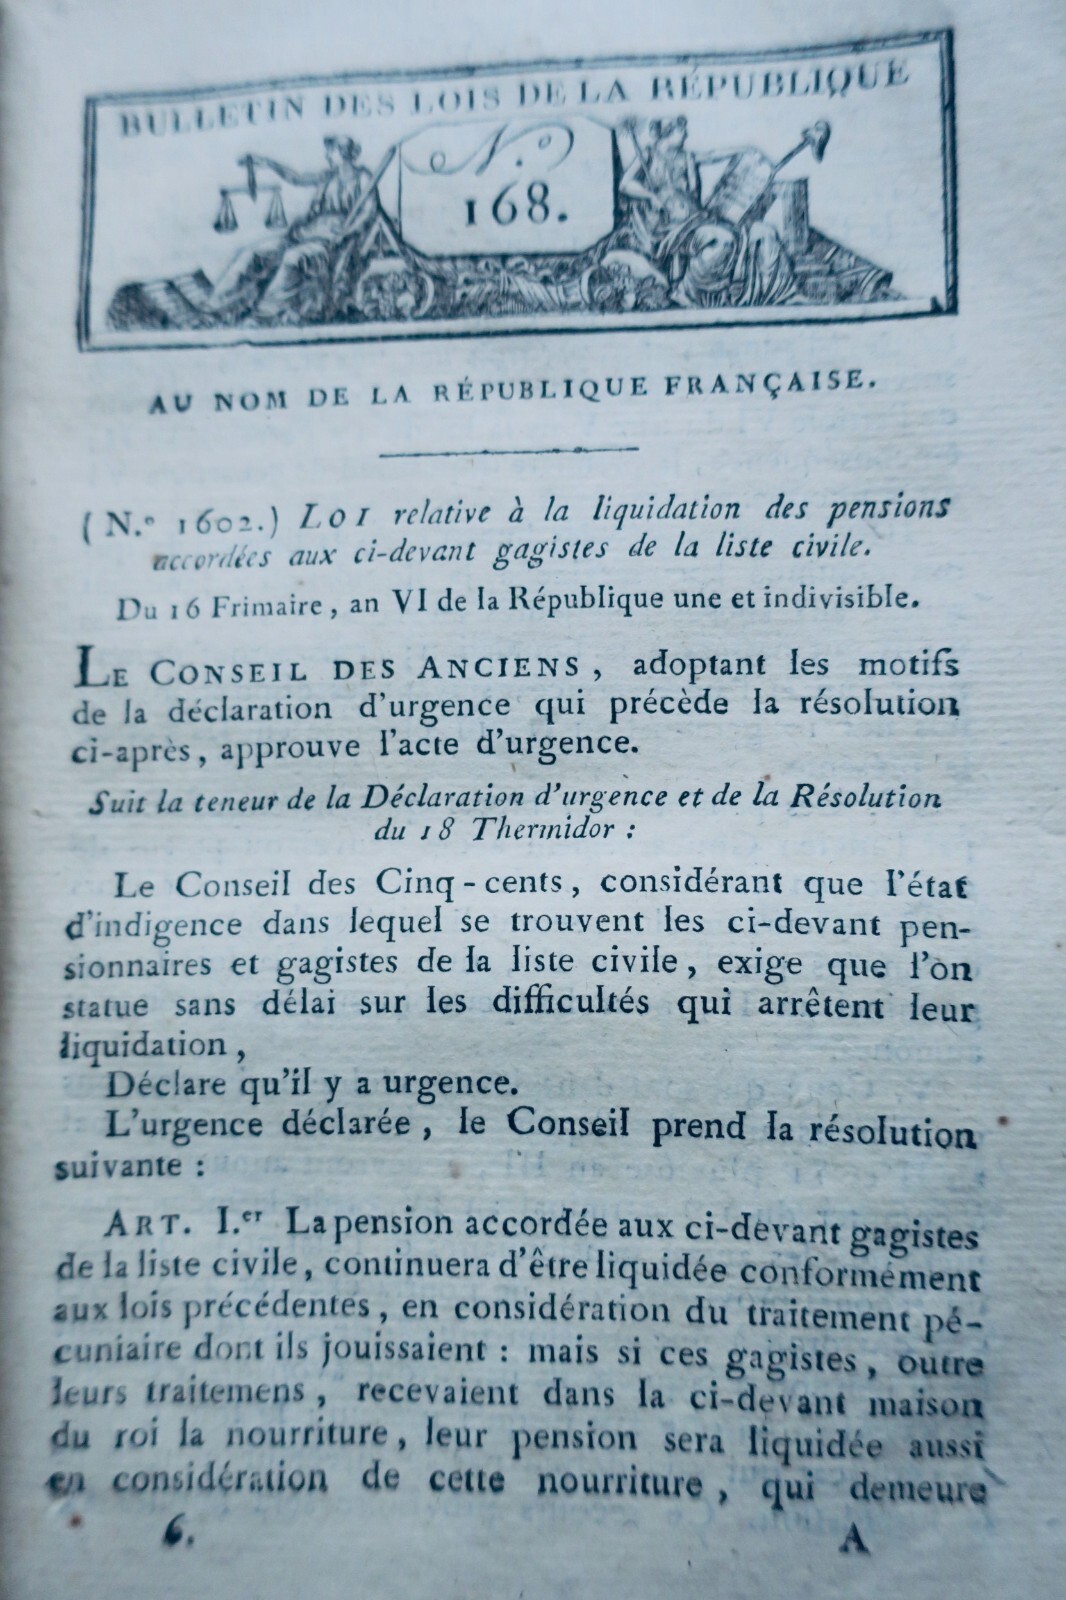 BULLETIN DES LOIS DE LA RÉPUBLIQUE
N.o
168.
AU NOM DE LA RÉPUBLIQUE FRANÇAISE.
( N.o 1602.) LOI relative à la liquidation des pensions
accordées aux ci-devant gagistes de la liste civile.
Du 16 Frimaire, an VI de la République une et indivisible.
LE CONSEIL DES ANCIENS, adoptant les motifs
de la déclaration d'urgence qui précède la résolution
ci-après, approuve l'acte d'urgence.
Suit la teneur de la Déclaration d'urgence et de la Résolution
du 18 Thermidor :
Le Conseil des Cinq-cents, considérant que l'état
d'indigence dans lequel se trouvent les ci-devant pen-
sionnaires et gagistes de la liste civile, exige que l'on
statue sans délai sur les difficultés qui arrêtent leur
liquidation,
Déclare qu'il y a urgence.
L'urgence déclarée, le Conseil prend la résolution
suivante :
ART. I.er La pension accordée aux ci-devant gagistes
de la liste civile, continuera d'être liquidée conformément
aux lois précédentes, en considération du traitement pé-
cuniaire dont ils jouissaient : mais si ces gagistes, outre
leurs traitemens, recevaient dans la ci-devant maison
du roi la nourriture, leur pension sera liquidée aussi
en considération de cette nourriture, qui demeure
6. A